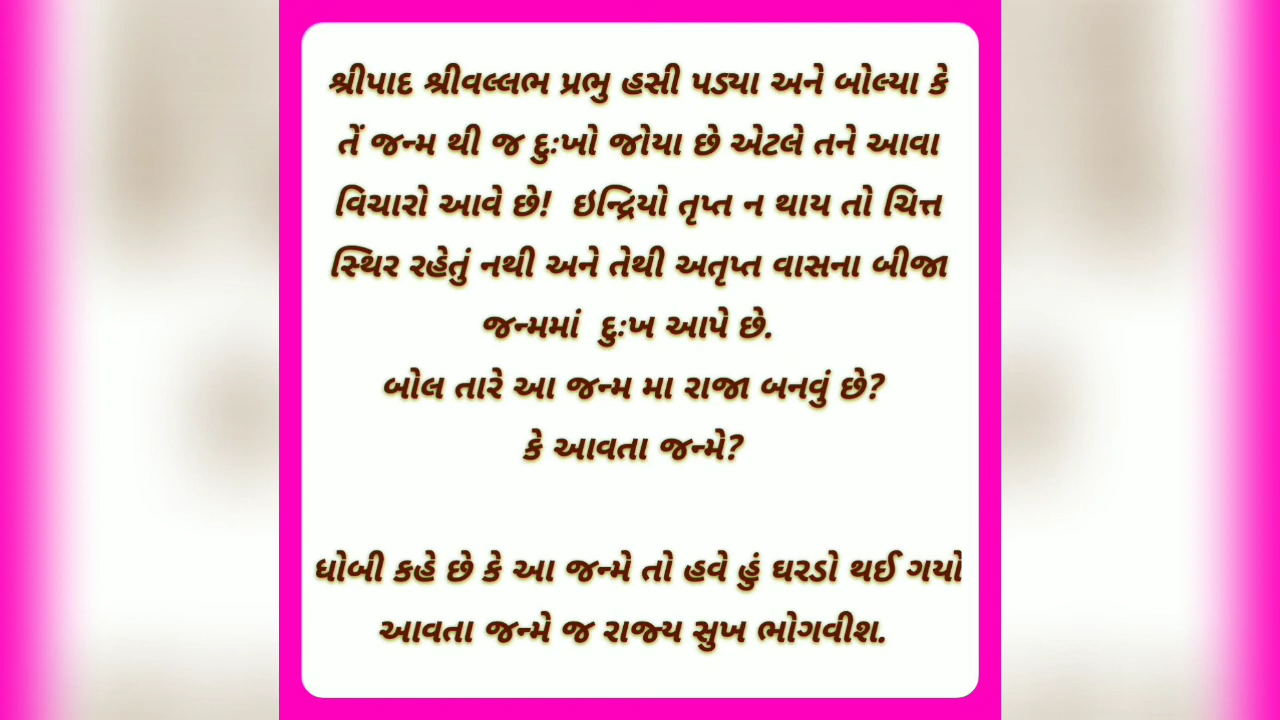 શ્રીપાદ શ્રીવલ્લભ પ્રભુ હસી પડ્યા અને બોલ્યા કે
તેં જન્મ થી જ દુઃખો જોયા છે એટલે તને આવા
વિચારો આવે છે! ઇન્દ્રિયો તૃપ્ત ન થાય તો ચિત્ત
સ્થિર રહેતું નથી અને તેથી અતૃપ્ત વાસના બીજા
જન્મમાં દુઃખ આપે છે.
બોલ તારે આ જન્મ મા રાજા બનવું છે?
કે આવતા જન્મે?
ધોબી કહે છે કે આ જન્મે તો હવે હું ઘરડો થઈ ગયો
આવતા જન્મે જ રાજ્ય સુખ ભોગવીશ.